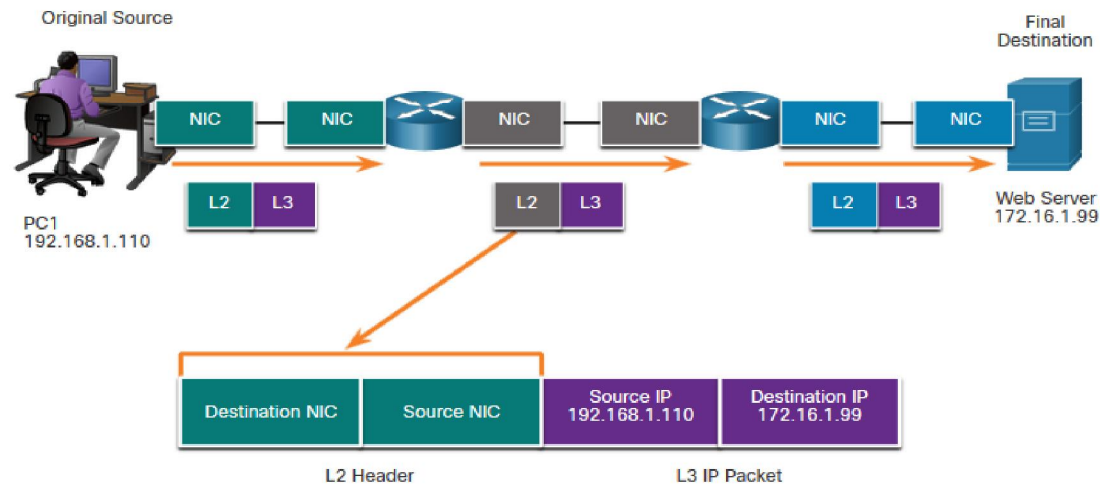 Original Source
Final
Destination
NIC
NIC
NIC
NIC
NIC
NIC
L2
L3
L2
L3
L2
L3
PC1
192.168.1.110
Web Server
172.16.1.99
Destination NIC
Source NIC
Source IP
192.168.1.110
Destination IP
172.16.1.99
L2 Header
L3 IP Packet